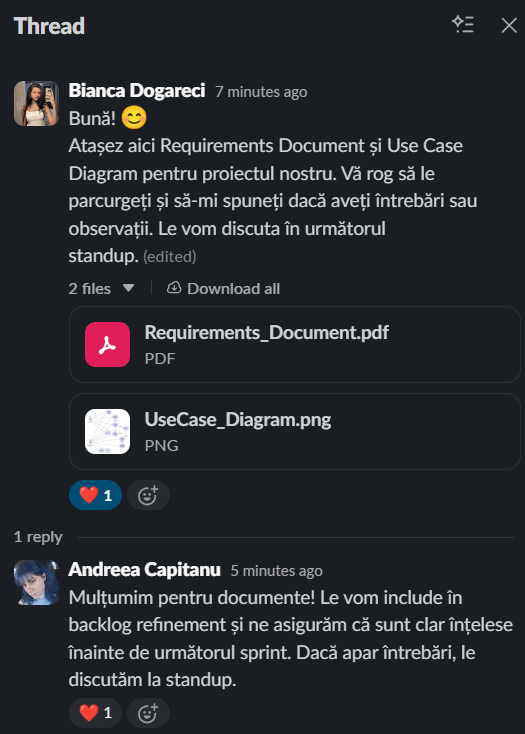 Thread
Bianca Dogareci 7 minutes ago
Bună! 😊
Atașez aici Requirements Document și Use Case
Diagram pentru proiectul nostru. Vă rog să le
parcurgeți și să-mi spuneți dacă aveți întrebări sau
observații. Le vom discuta în următorul
standup. (edited)
2 files Download all
Requirements_Document.pdf
PDF
UseCase_Diagram.png
PNG
❤️ 1
1 reply
Andreea Capitanu 5 minutes ago
Mulțumim pentru documente! Le vom include în
backlog refinement și ne asigurăm că sunt clar înțelese
înainte de următorul sprint. Dacă apar întrebări, le
discutăm la standup.
❤️ 1